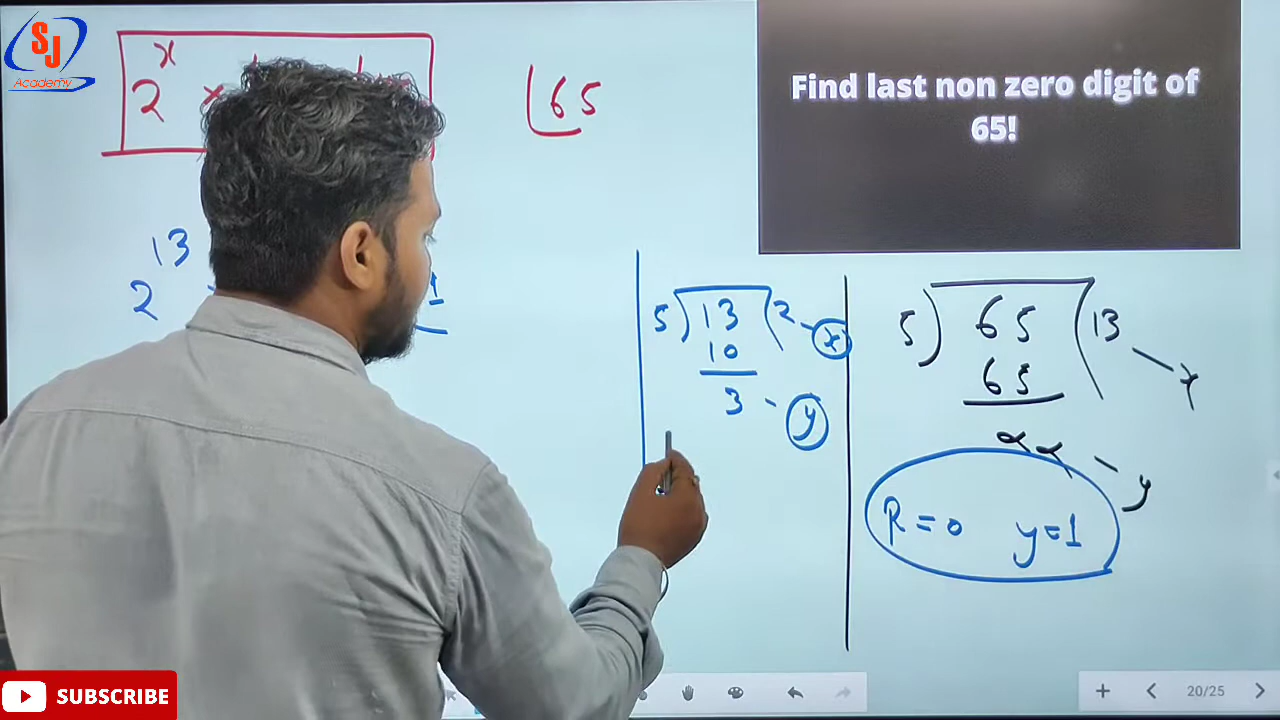 SJ
Academy
2^x ×
65
Find last non zero digit of
65!
2^13
1
5) 13 (2 - x
10
3 - y
5) 65 (13 - x
65
y
R = 0 y = 1
20/25
SUBSCRIBE